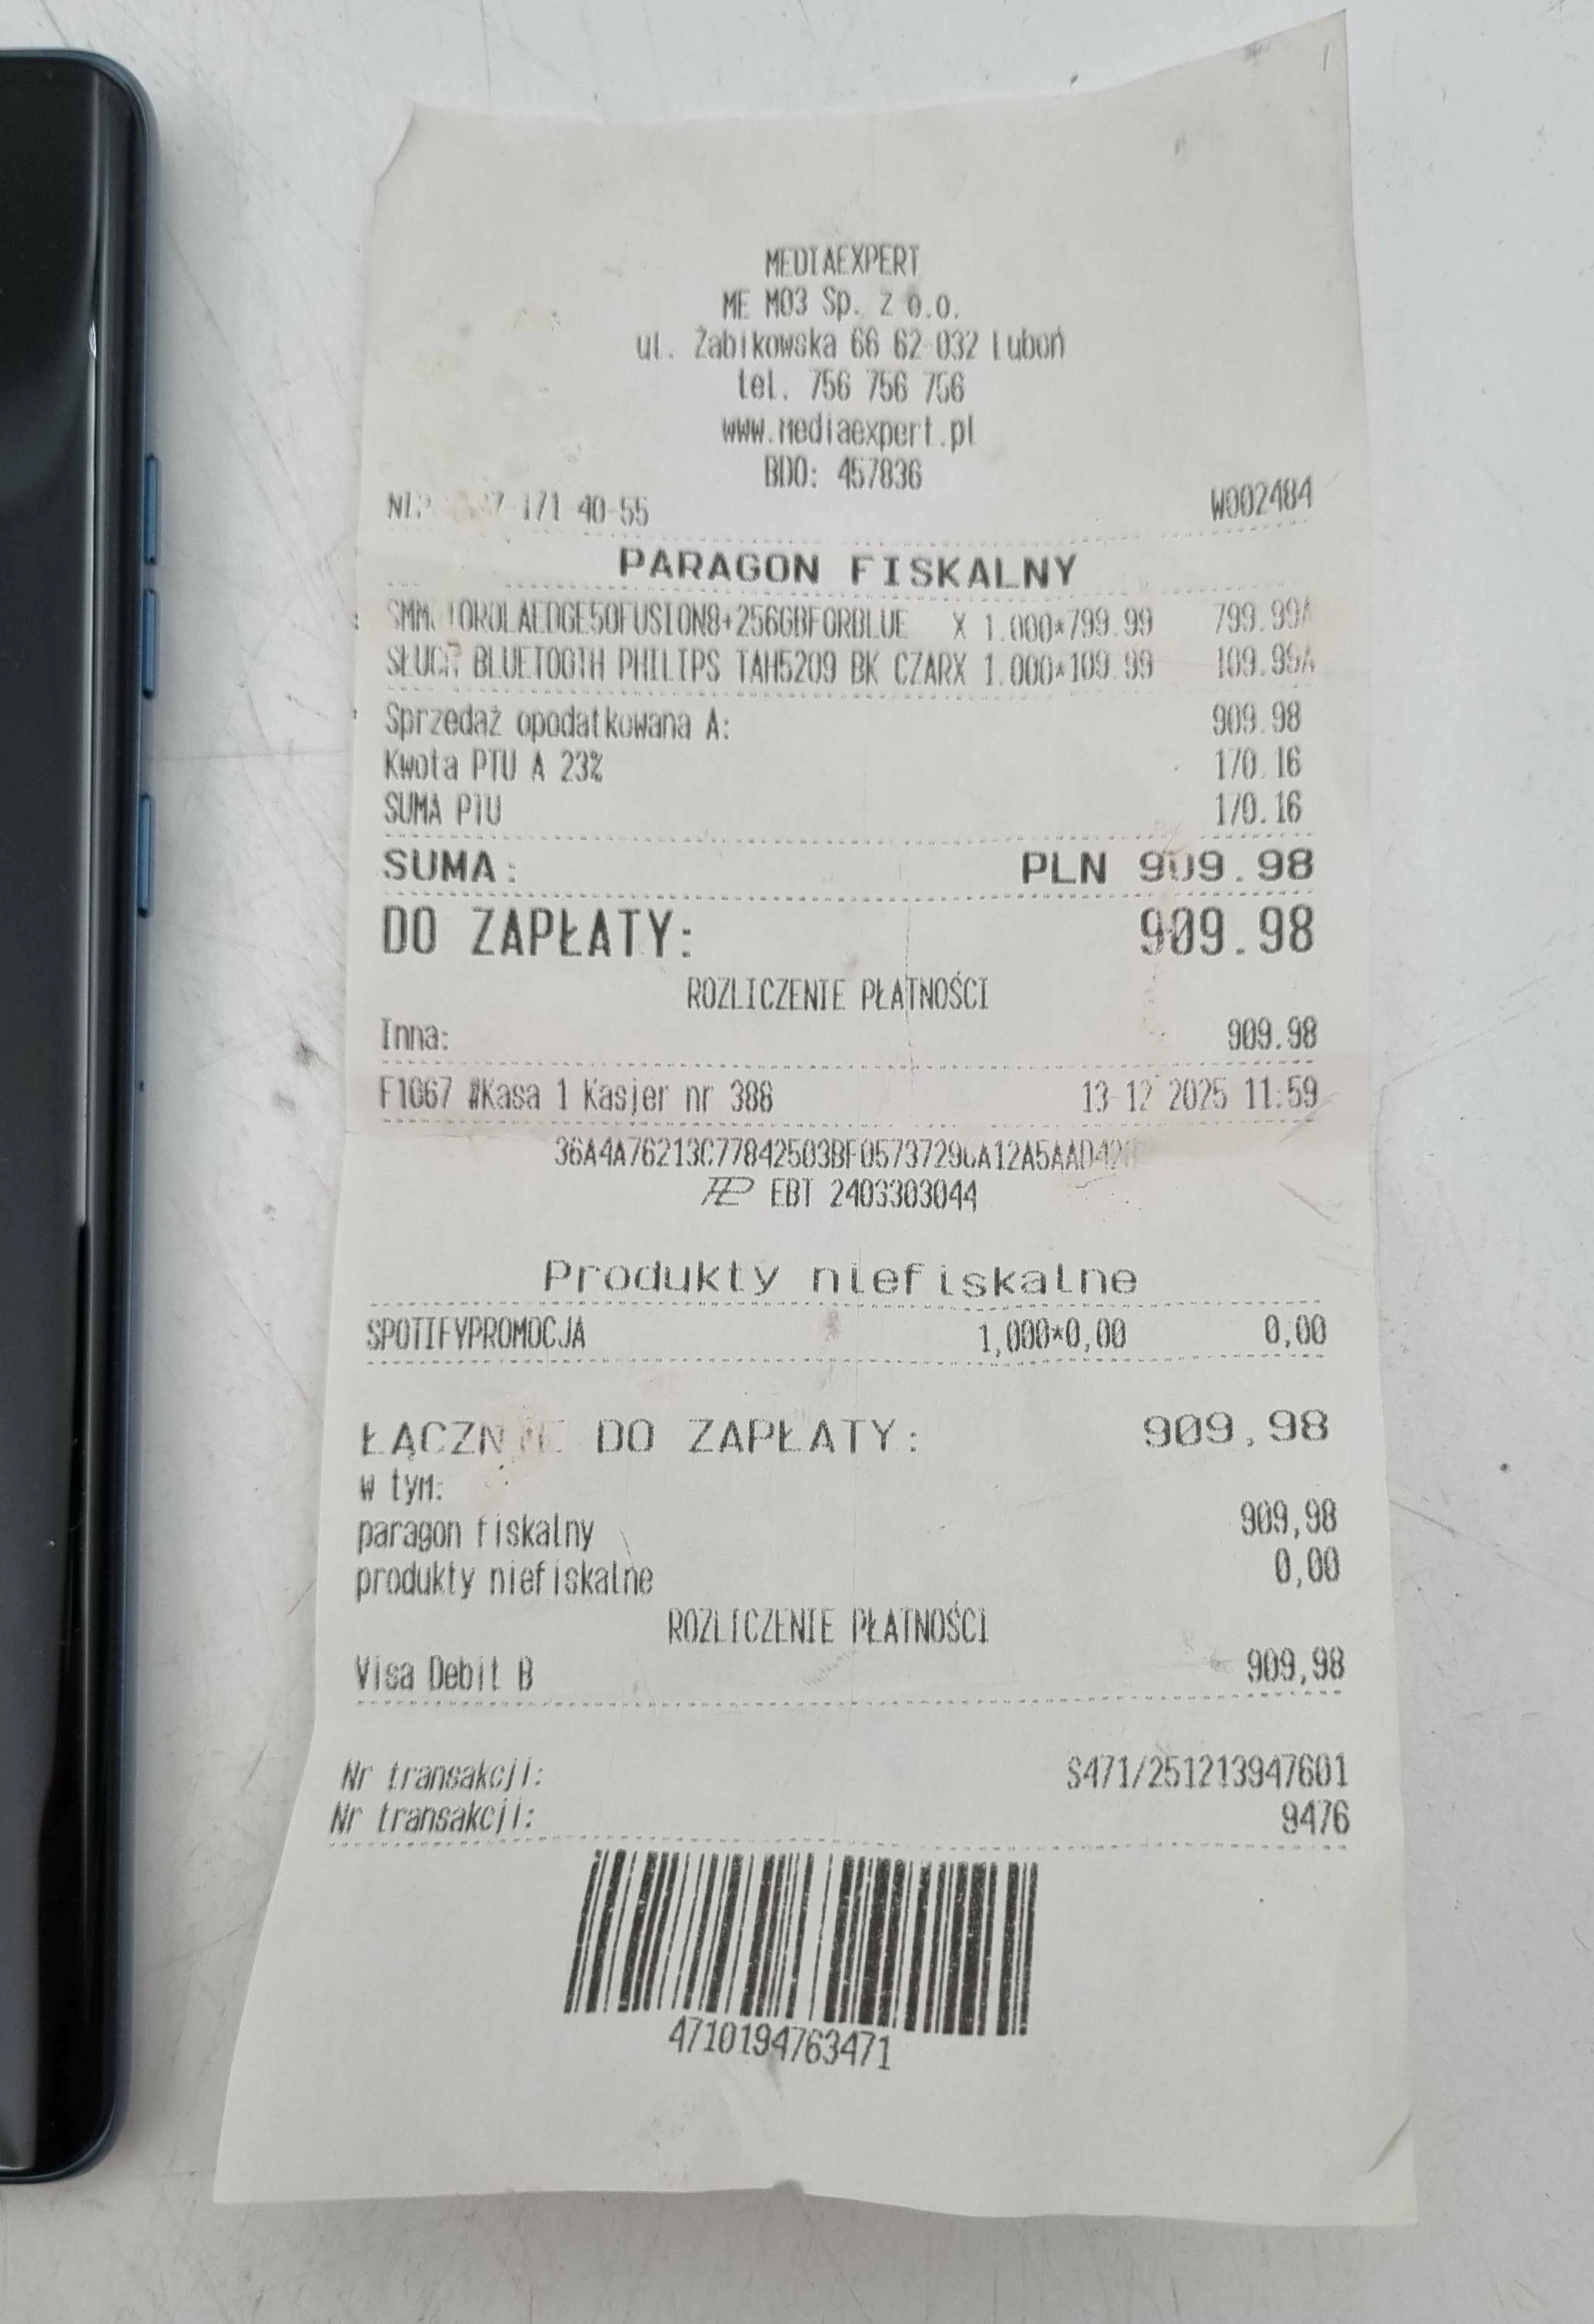 MEDIAEXPERT
ME M03 Sp. z o.o.
ul. Żabikowska 66 62-032 Luboń
tel. 756 756 756
www.mediaexpert.pl
BDO: 457836
171-40-55 W002484
PARAGON FISKALNY
X 1.000*799.99 799.99A
SŁUCH BLUETOOTH PHILIPS TAH5209 BK CZARX 1.000*109.99 109.99A
Sprzedaż opodatkowana A: 909.98
Kwota PTU A 23% 170.16
SUMA PTU 170.16
SUMA: PLN 909.98
DO ZAPŁATY: 909.98
ROZLICZENIE PŁATNOŚCI
Inna: 909.98
F1067 #Kasa 1 Kasjer nr 386 13-12-2025 11:59
EBT 2403303044
Produkty niefiskalne
SPOTIFYPROMOCJA 1,000*0,00 0,00
ŁĄCZNIE DO ZAPŁATY: 909,98
w tym:
paragon fiskalny 909,98
produkty niefiskalne 0,00
ROZLICZENIE PŁATNOŚCI
Visa Debit B 909,98
Nr transakcji: S471/251213947601
Nr transakcji: 9476
4710194763471